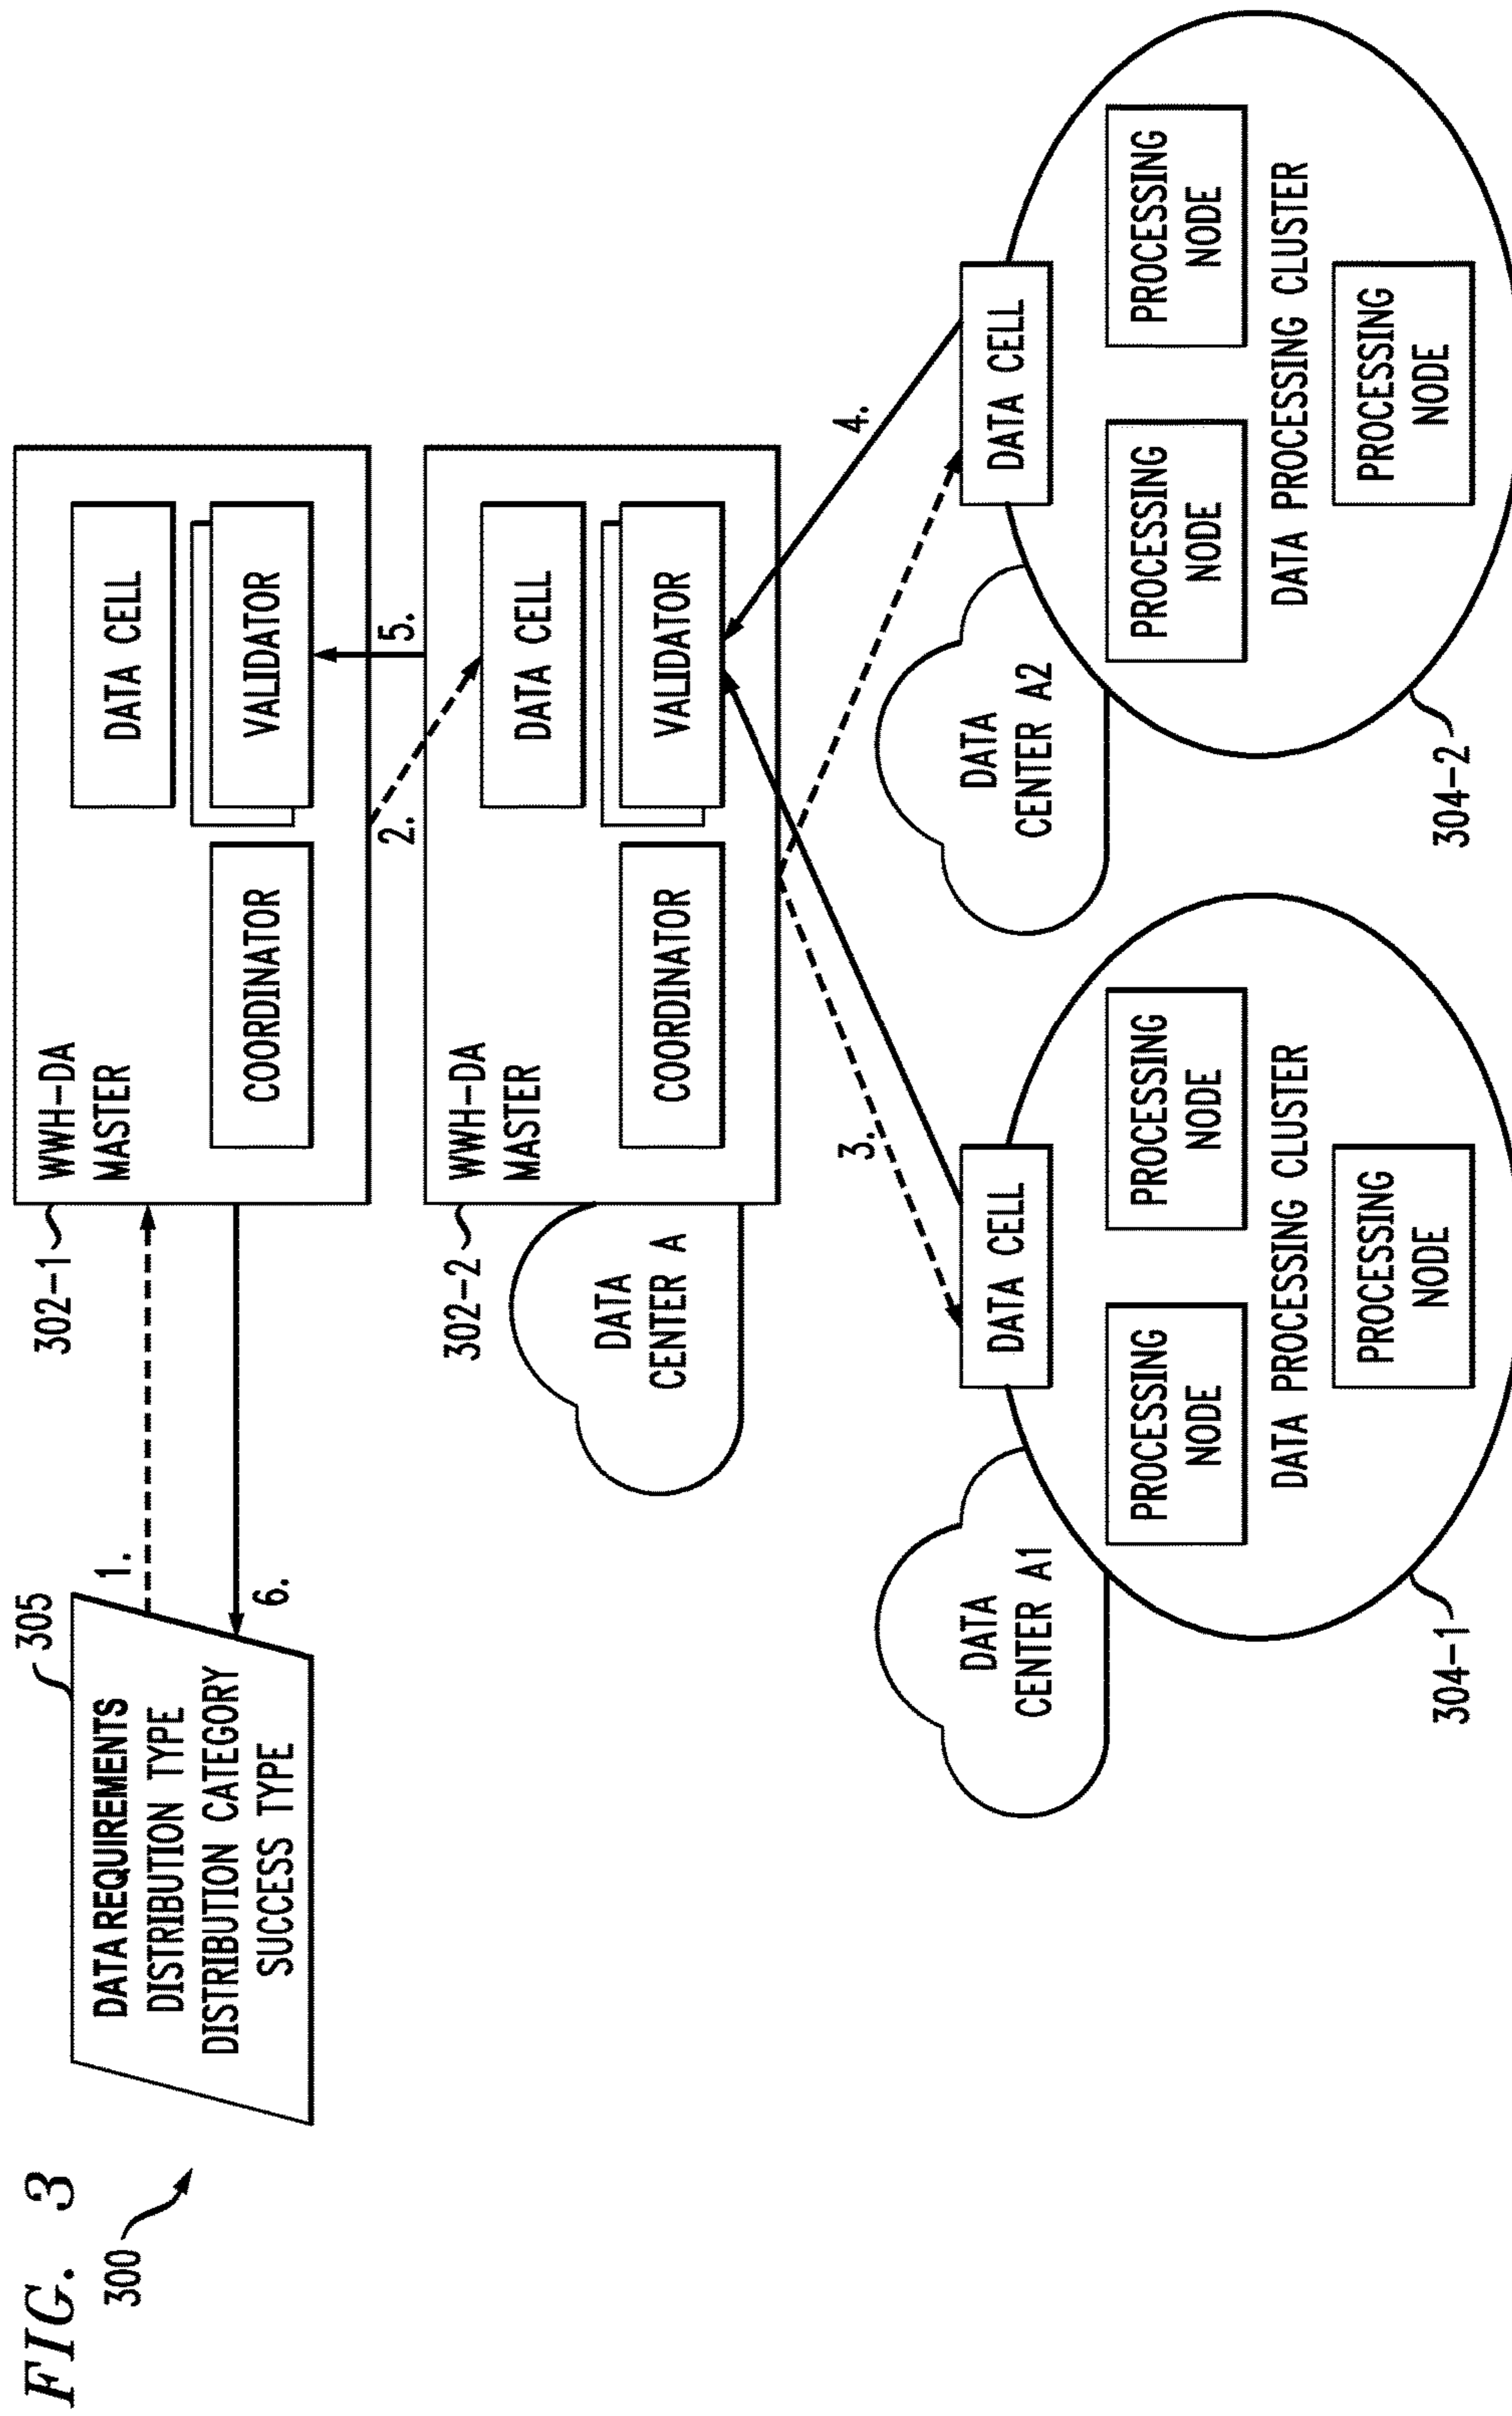 FIG. 3
300
305
DATA REQUIREMENTS
DISTRIBUTION TYPE
DISTRIBUTION CATEGORY
SUCCESS TYPE
1.
6.
302-1
WWH-DA
MASTER
COORDINATOR
DATA CELL
VALIDATOR
2.
5.
302-2
WWH-DA
MASTER
COORDINATOR
DATA CELL
VALIDATOR
DATA
CENTER A
3.
4.
DATA
CENTER A1
DATA CELL
PROCESSING
NODE
PROCESSING
NODE
DATA PROCESSING CLUSTER
PROCESSING
NODE
304-1
DATA
CENTER A2
DATA CELL
PROCESSING
NODE
PROCESSING
NODE
DATA PROCESSING CLUSTER
PROCESSING
NODE
304-2